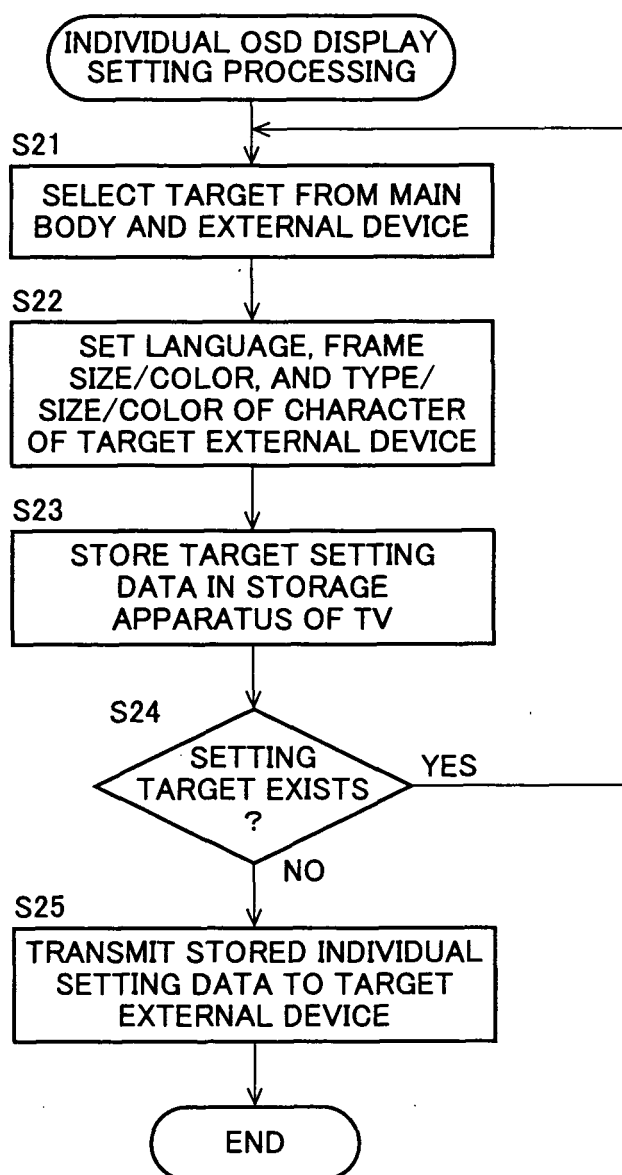 INDIVIDUAL OSD DISPLAY
SETTING PROCESSING
S21
SELECT TARGET FROM MAIN
BODY AND EXTERNAL DEVICE
S22
SET LANGUAGE, FRAME
SIZE/COLOR, AND TYPE/
SIZE/COLOR OF CHARACTER
OF TARGET EXTERNAL DEVICE
S23
STORE TARGET SETTING
DATA IN STORAGE
APPARATUS OF TV
S24
SETTING
TARGET EXISTS
?
YES
NO
S25
TRANSMIT STORED INDIVIDUAL
SETTING DATA TO TARGET
EXTERNAL DEVICE
END